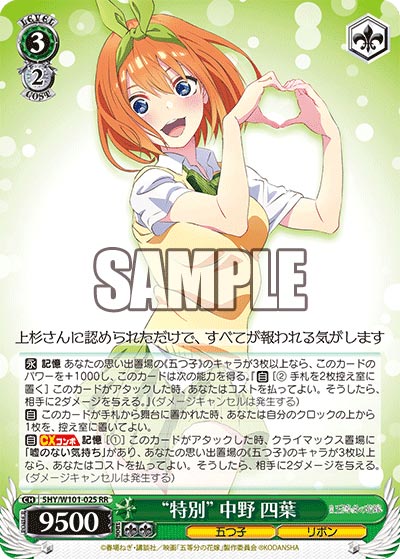 LEVEL
3
2
COST
SAMPLE
上杉さんに認められただけで、すべてが報われる気がします
永 記憶 あなたの思い出置場の《五つ子》のキャラが3枚以上なら、このカードの
パワーを+1000し、このカードは次の能力を得る。『自［② 手札を2枚控え室に
置く］ このカードがアタックした時、あなたはコストを払ってよい。そうしたら、
相手に2ダメージを与える。』(ダメージキャンセルは発生する)
自 このカードが手札から舞台に置かれた時、あなたは自分のクロックの上から
1枚を、控え室に置いてよい。
自 CXコンボ 記憶［①］ このカードがアタックした時、クライマックス置場に
「嘘のない気持ち」があり、あなたの思い出置場の《五つ子》のキャラが3枚以上
なら、あなたはコストを払ってよい。そうしたら、相手に2ダメージを与える。
(ダメージキャンセルは発生する)
CH 5HY/W101-025 RR
9500
“特別” 中野 四葉
五つ子 リボン
©春場ねぎ・講談社／映画「五等分の花嫁」製作委員会 ®KODANSHA